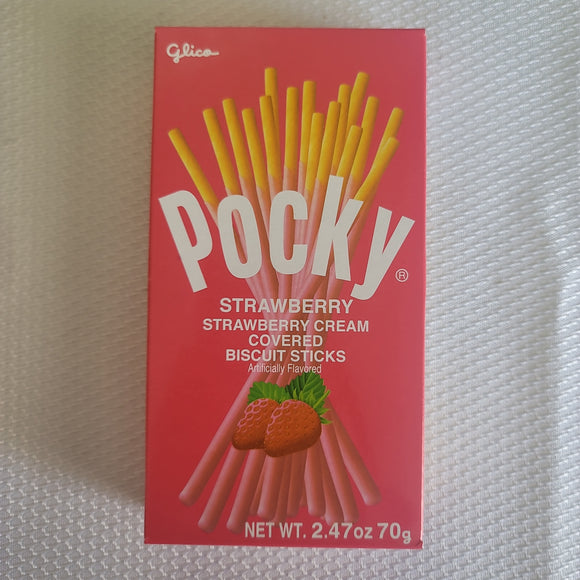 Glico
Pocky®
STRAWBERRY
STRAWBERRY CREAM
COVERED
BISCUIT STICKS
Artificially Flavored
NET WT. 2.47oz 70g